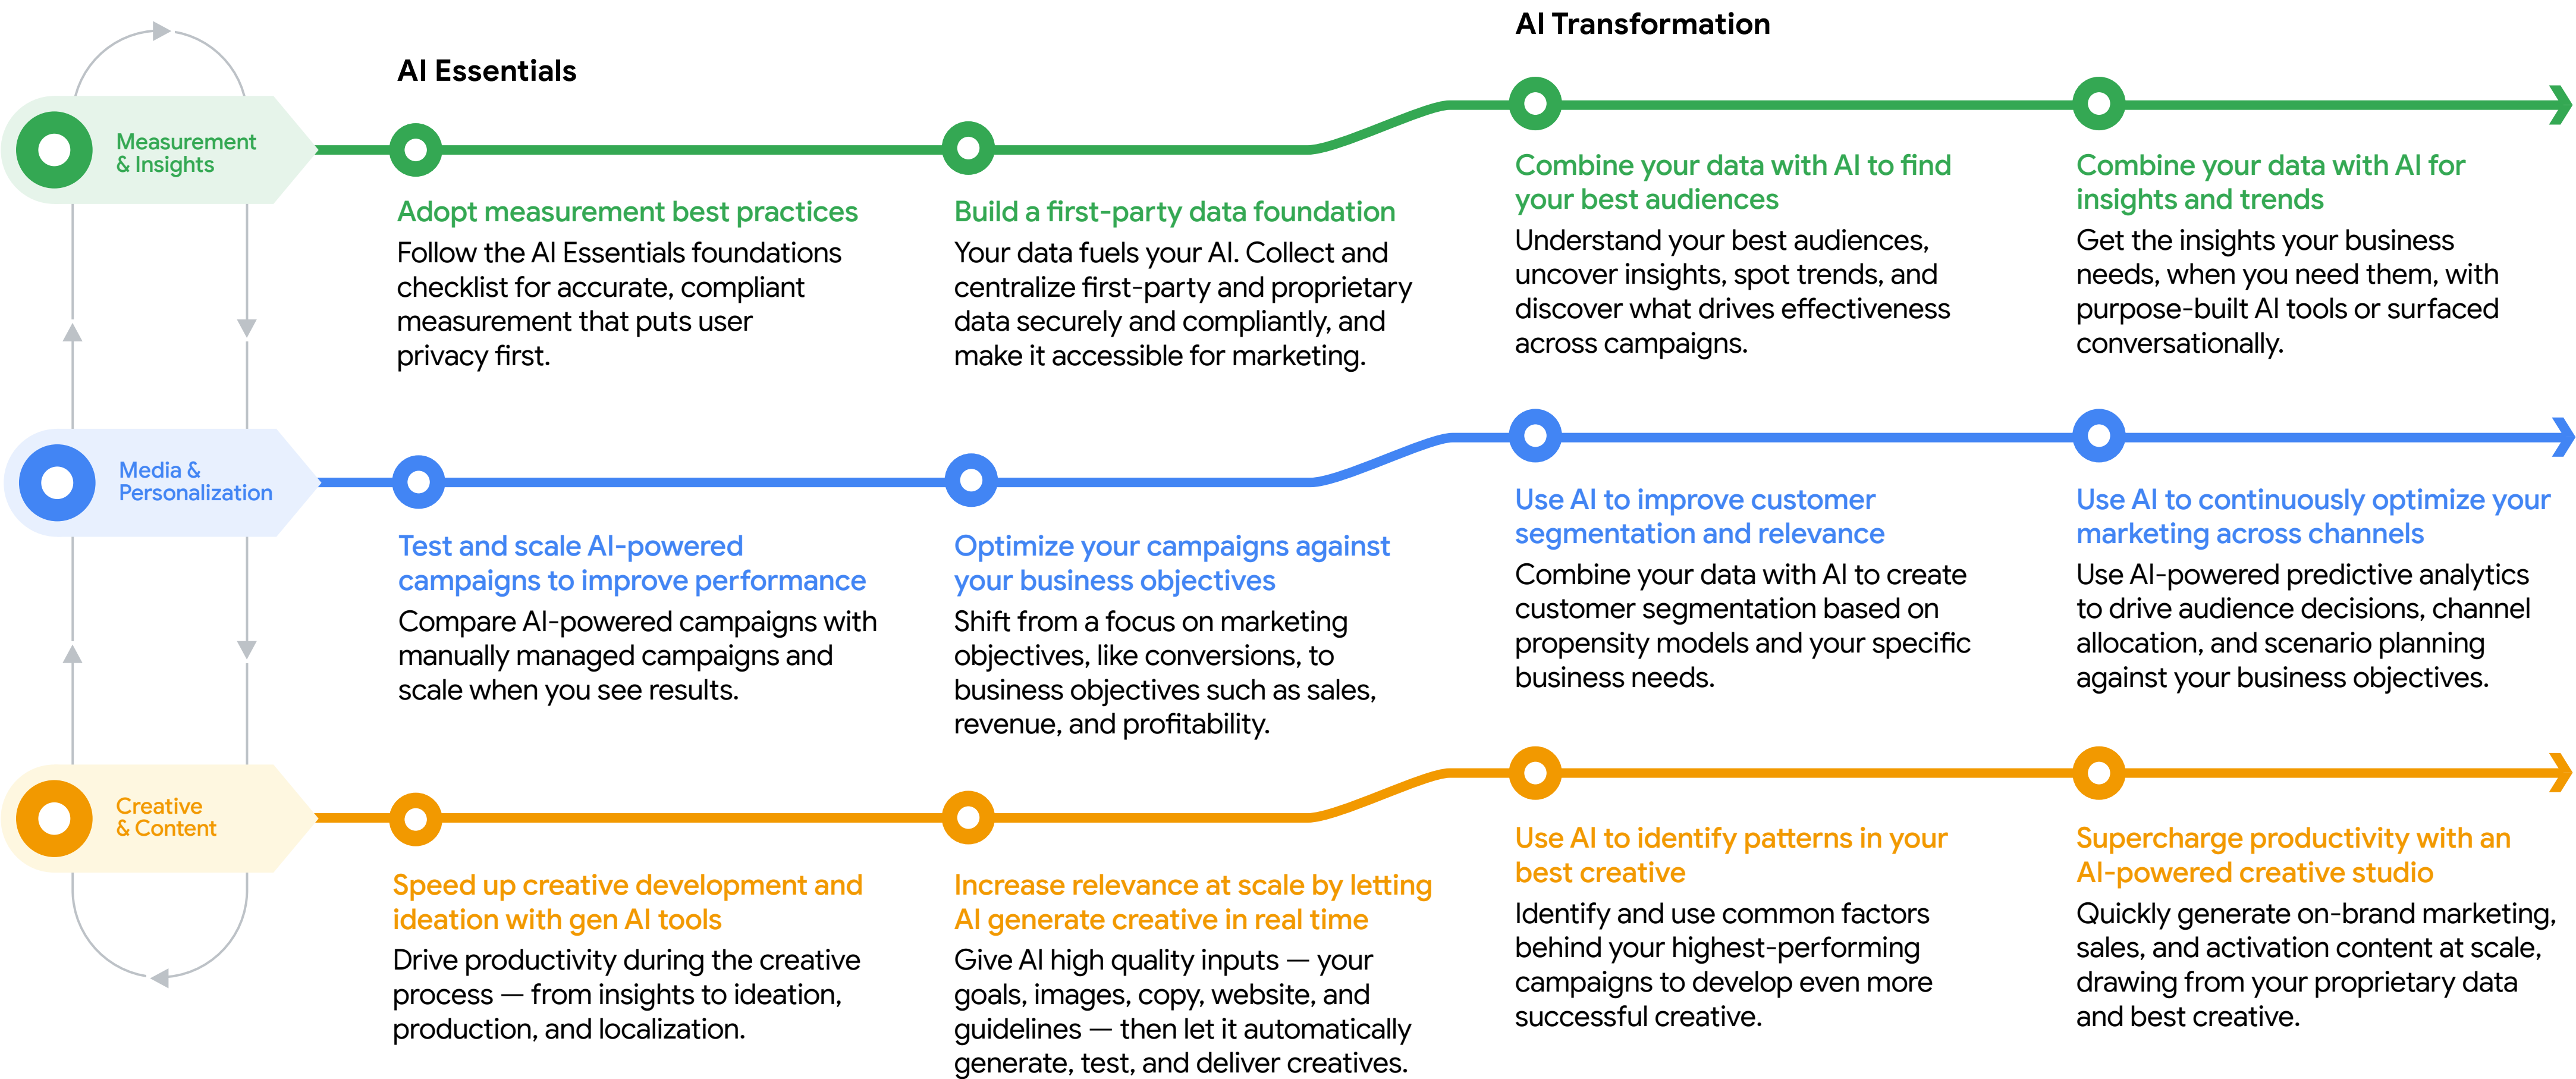 AI Transformation
AI Essentials
Measurement
& Insights
Adopt measurement best practices
Follow the AI Essentials foundations
checklist for accurate, compliant
measurement that puts user
privacy first.
Build a first-party data foundation
Your data fuels your AI. Collect and
centralize first-party and proprietary
data securely and compliantly, and
make it accessible for marketing.
Combine your data with AI to find
your best audiences
Understand your best audiences,
uncover insights, spot trends, and
discover what drives effectiveness
across campaigns.
Combine your data with AI for
insights and trends
Get the insights your business
needs, when you need them, with
purpose-built AI tools or surfaced
conversationally.
Media &
Personalization
Test and scale AI-powered
campaigns to improve performance
Compare AI-powered campaigns with
manually managed campaigns and
scale when you see results.
Optimize your campaigns against
your business objectives
Shift from a focus on marketing
objectives, like conversions, to
business objectives such as sales,
revenue, and profitability.
Use AI to improve customer
segmentation and relevance
Combine your data with AI to create
customer segmentation based on
propensity models and your specific
business needs.
Use AI to continuously optimize your
marketing across channels
Use AI-powered predictive analytics
to drive audience decisions, channel
allocation, and scenario planning
against your business objectives.
Creative
& Content
Speed up creative development and
ideation with gen AI tools
Drive productivity during the creative
process — from insights to ideation,
production, and localization.
Increase relevance at scale by letting
AI generate creative in real time
Give AI high quality inputs — your
goals, images, copy, website, and
guidelines — then let it automatically
generate, test, and deliver creatives.
Use AI to identify patterns in your
best creative
Identify and use common factors
behind your highest-performing
campaigns to develop even more
successful creative.
Supercharge productivity with an
AI-powered creative studio
Quickly generate on-brand marketing,
sales, and activation content at scale,
drawing from your proprietary data
and best creative.